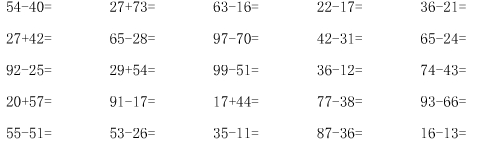 54-40= 27+73= 63-16= 22-17= 36-21=
27+42= 65-28= 97-70= 42-31= 65-24=
92-25= 29+54= 99-51= 36-12= 74-43=
20+57= 91-17= 17+44= 77-38= 93-66=
55-51= 53-26= 35-11= 87-36= 16-13=